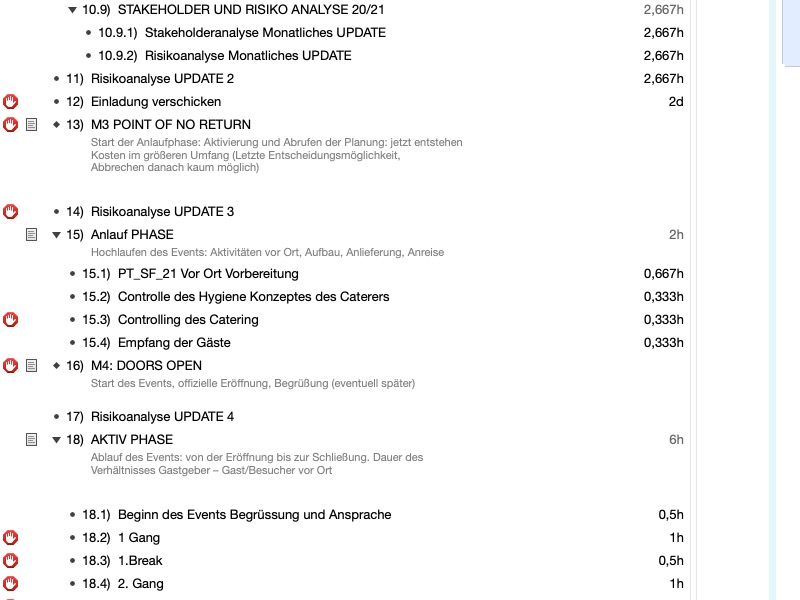 10.9) STAKEHOLDER UND RISIKO ANALYSE 20/21 2,667h
10.9.1) Stakeholderanalyse Monatliches UPDATE 2,667h
10.9.2) Risikoanalyse Monatliches UPDATE 2,667h
11) Risikoanalyse UPDATE 2 2,667h
12) Einladung verschicken 2d
13) M3 POINT OF NO RETURN
Start der Anlaufphase: Aktivierung und Abrufen der Planung: jetzt entstehen
Kosten im größeren Umfang (Letzte Entscheidungsmöglichkeit,
Abbrechen danach kaum möglich)
14) Risikoanalyse UPDATE 3
15) Anlauf PHASE 2h
Hochlaufen des Events: Aktivitäten vor Ort, Aufbau, Anlieferung, Anreise
15.1) PT_SF_21 Vor Ort Vorbereitung 0,667h
15.2) Controlle des Hygiene Konzeptes des Caterers 0,333h
15.3) Controlling des Catering 0,333h
15.4) Empfang der Gäste 0,333h
16) M4: DOORS OPEN
Start des Events, offizielle Eröffnung, Begrüßung (eventuell später)
17) Risikoanalyse UPDATE 4
18) AKTIV PHASE 6h
Ablauf des Events: von der Eröffnung bis zur Schließung. Dauer des
Verhältnisses Gastgeber – Gast/Besucher vor Ort
18.1) Beginn des Events Begrüssung und Ansprache 0,5h
18.2) 1 Gang 1h
18.3) 1.Break 0,5h
18.4) 2. Gang 1h